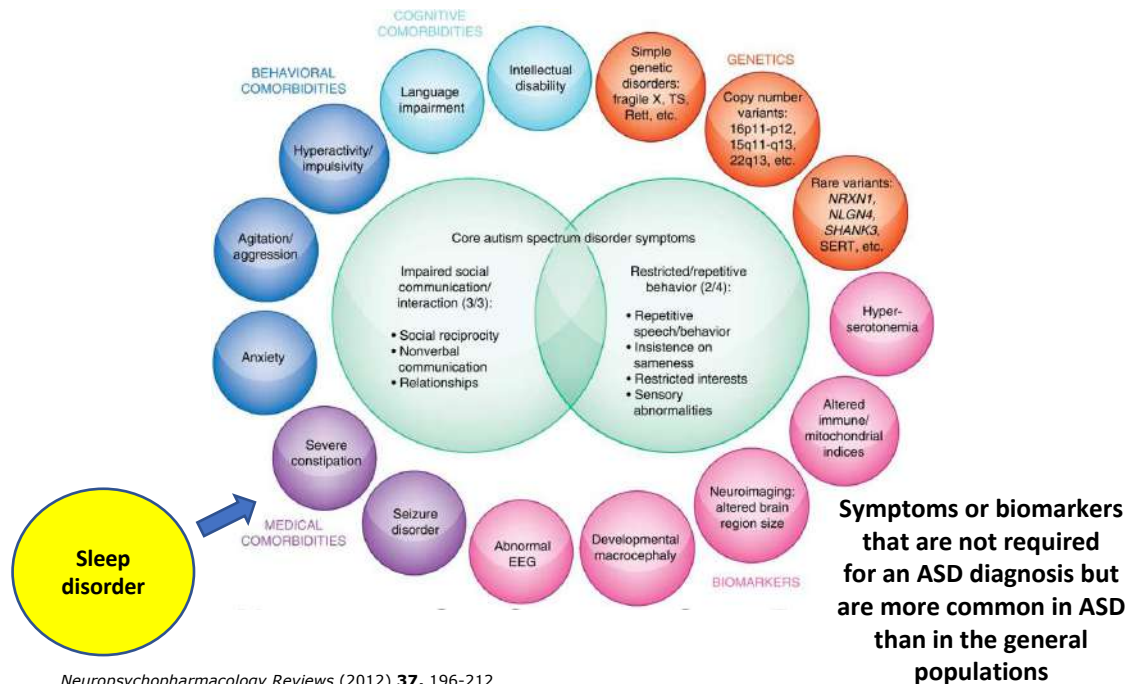 COGNITIVE
COMORBIDITIES
BEHAVIORAL
COMORBIDITIES
GENETICS
Language
impairment
Intellectual
disability
Simple
genetic
disorders:
fragile X, TS,
Rett, etc.
Copy number
variants:
16p11-p12,
15q11-q13,
22q13, etc.
Rare variants:
NRXN1,
NLGN4,
SHANK3,
SERT, etc.
Hyperactivity/
impulsivity
Agitation/
aggression
Anxiety
Core autism spectrum disorder symptoms
Impaired social
communication/
interaction (3/3):
• Social reciprocity
• Nonverbal
communication
• Relationships
Restricted/repetitive
behavior (2/4):
• Repetitive
speech/behavior
• Insistence on
sameness
• Restricted interests
• Sensory
abnormalities
Hyper-
serotonemia
Altered
immune/
mitochondrial
indices
Neuroimaging:
altered brain
region size
Developmental
macrocephaly
Abnormal
EEG
BIOMARKERS
Severe
constipation
Seizure
disorder
MEDICAL
COMORBIDITIES
Sleep
disorder
Symptoms or biomarkers
that are not required
for an ASD diagnosis but
are more common in ASD
than in the general
populations
Neuropsychopharmacology Reviews (2012) 37, 196-212